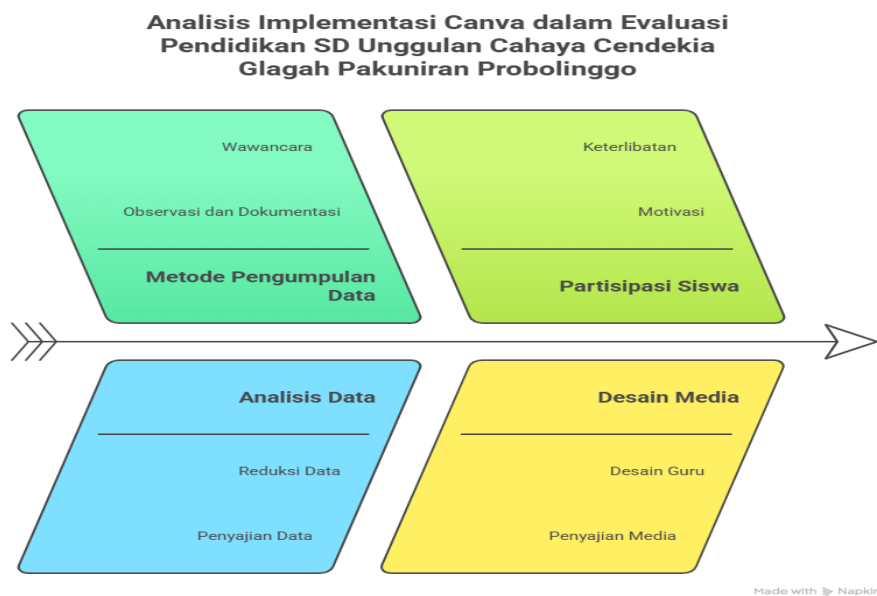 Analisis Implementasi Canva dalam Evaluasi
Pendidikan SD Unggulan Cahaya Cendekia
Glagah Pakuniran Probolinggo
Wawancara
Observasi dan Dokumentasi
Metode Pengumpulan
Data
Keterlibatan
Motivasi
Partisipasi Siswa
Analisis Data
Reduksi Data
Penyajian Data
Desain Media
Desain Guru
Penyajian Media
Made with Napkin